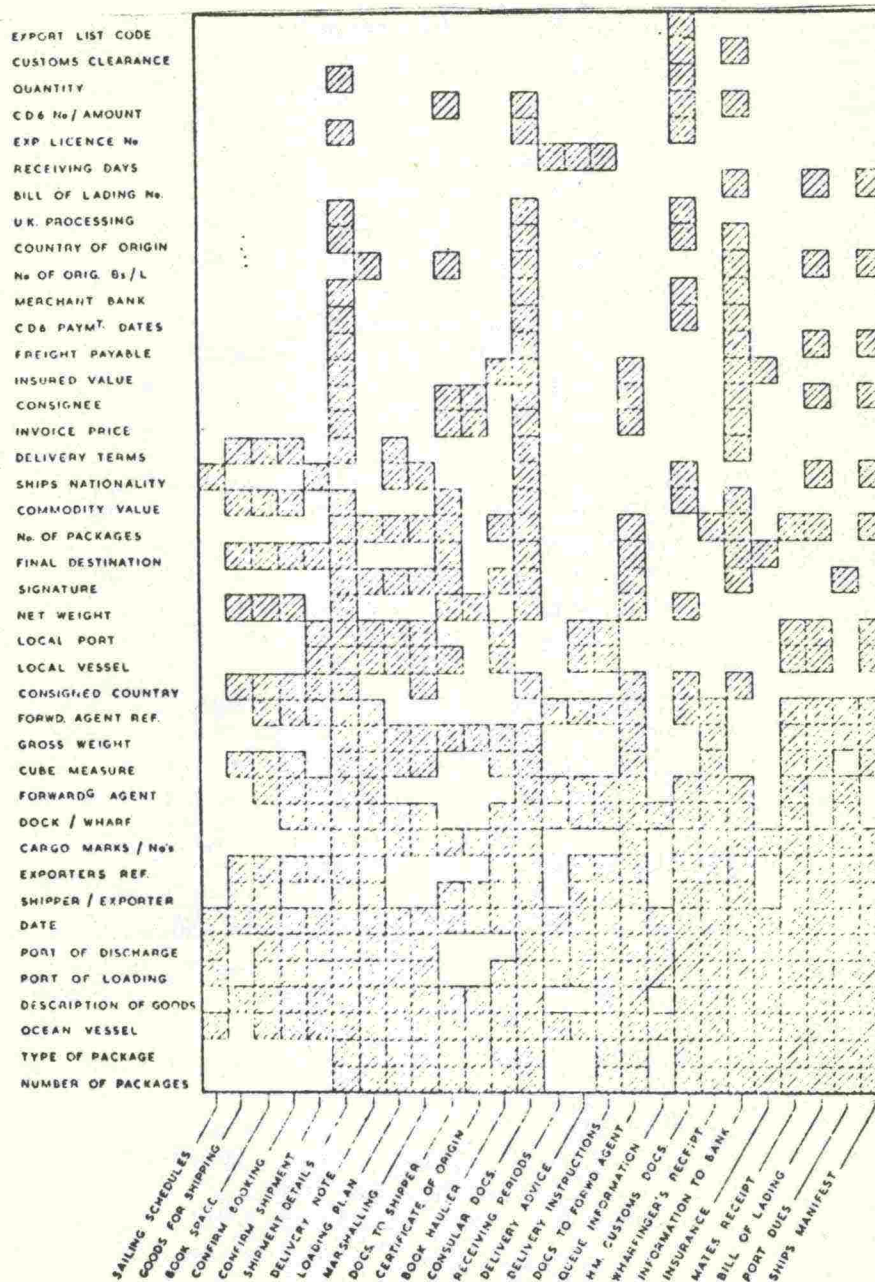 EXPORT LIST CODE
CUSTOMS CLEARANCE
QUANTITY
CD6 No/AMOUNT
EXP. LICENCE No
RECEIVING DAYS
BILL OF LADING No.
U.K. PROCESSING
COUNTRY OF ORIGIN
No OF ORIG. Bs/L
MERCHANT BANK
CD6 PAYMT. DATES
FREIGHT PAYABLE
INSURED VALUE
CONSIGNEE
INVOICE PRICE
DELIVERY TERMS
SHIPS NATIONALITY
COMMODITY VALUE
No. OF PACKAGES
FINAL DESTINATION
SIGNATURE
NET WEIGHT
LOCAL PORT
LOCAL VESSEL
CONSIGNED COUNTRY
FORWD. AGENT REF.
GROSS WEIGHT
CUBE MEASURE
FORWARDG AGENT
DOCK / WHARF
CARGO MARKS / No's
EXPORTERS REF.
SHIPPER / EXPORTER
DATE
PORT OF DISCHARGE
PORT OF LOADING
DESCRIPTION OF GOODS
OCEAN VESSEL
TYPE OF PACKAGE
NUMBER OF PACKAGES
SAILING SCHEDULES
GOODS FOR SHIPPING
BOOK SPACE
CONFIRM BOOKING
CONFIRM SHIPMENT
SHIPMENT DETAILS
DELIVERY NOTE
LOADING PLAN
MARSHALLING
DOCS. TO SHIPPER
CERTIFICATE OF ORIGIN
BOOK HAULIER
CONSULAR DOCS.
RECEIVING PERIODS
DELIVERY ADVICE
DELIVERY INSTRUCTIONS
DOCS TO FORWD AGENT
QUEUE INFORMATION
H.M. CUSTOMS DOCS.
WHARFINGER'S RECEIPT
INFORMATION TO BANK
INSURANCE
MATES RECEIPT
BILL OF LADING
PORT DUES
SHIPS MANIFEST